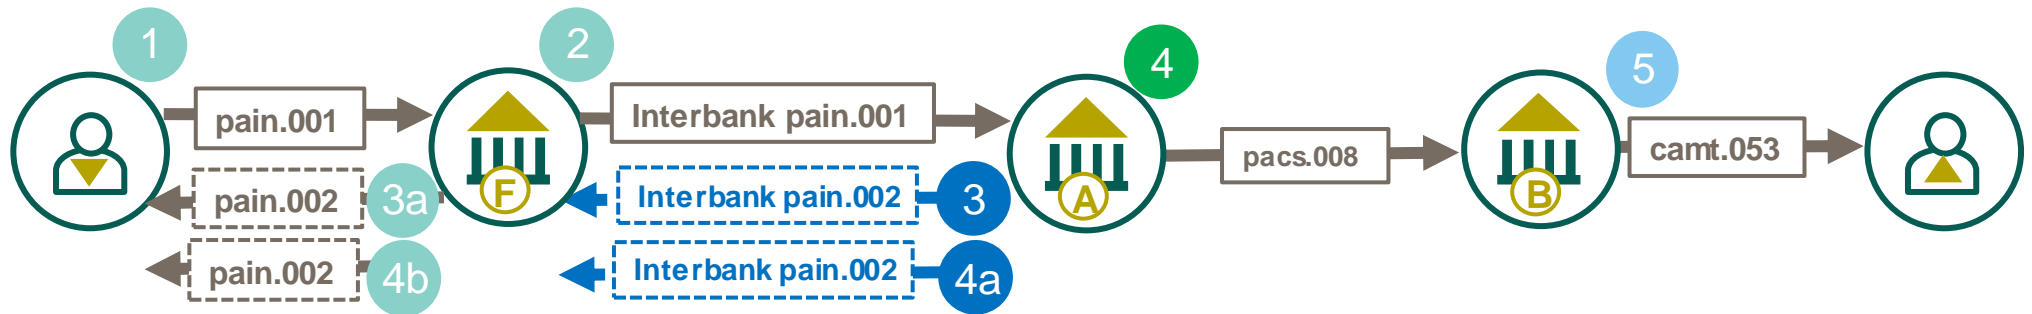 1
2
4
5
pain.001
Interbank pain.001
pacs.008
camt.053
F
A
B
pain.002
3a
Interbank pain.002
3
pain.002
4b
Interbank pain.002
4a